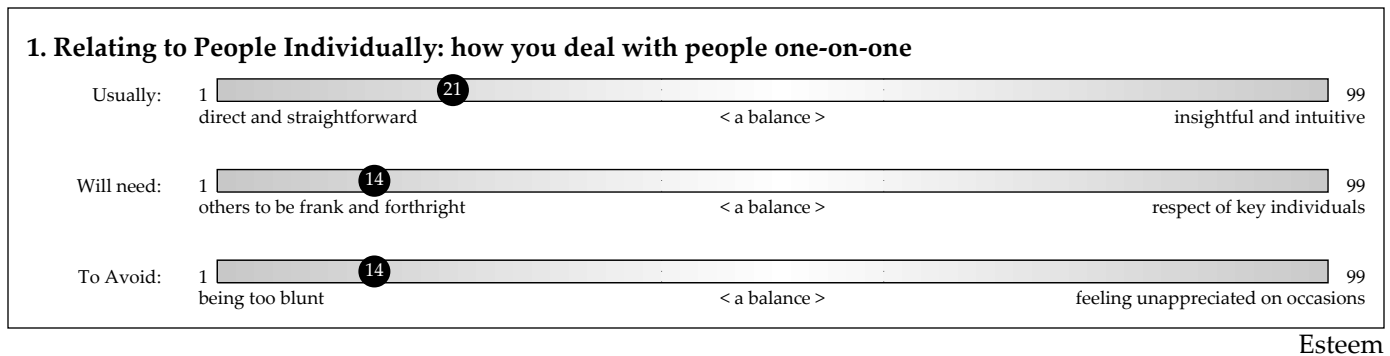 1. Relating to People Individually: how you deal with people one-on-one
Usually: 1 21 99
direct and straightforward < a balance > insightful and intuitive
Will need: 1 14 99
others to be frank and forthright < a balance > respect of key individuals
To Avoid: 1 14 99
being too blunt < a balance > feeling unappreciated on occasions
Esteem